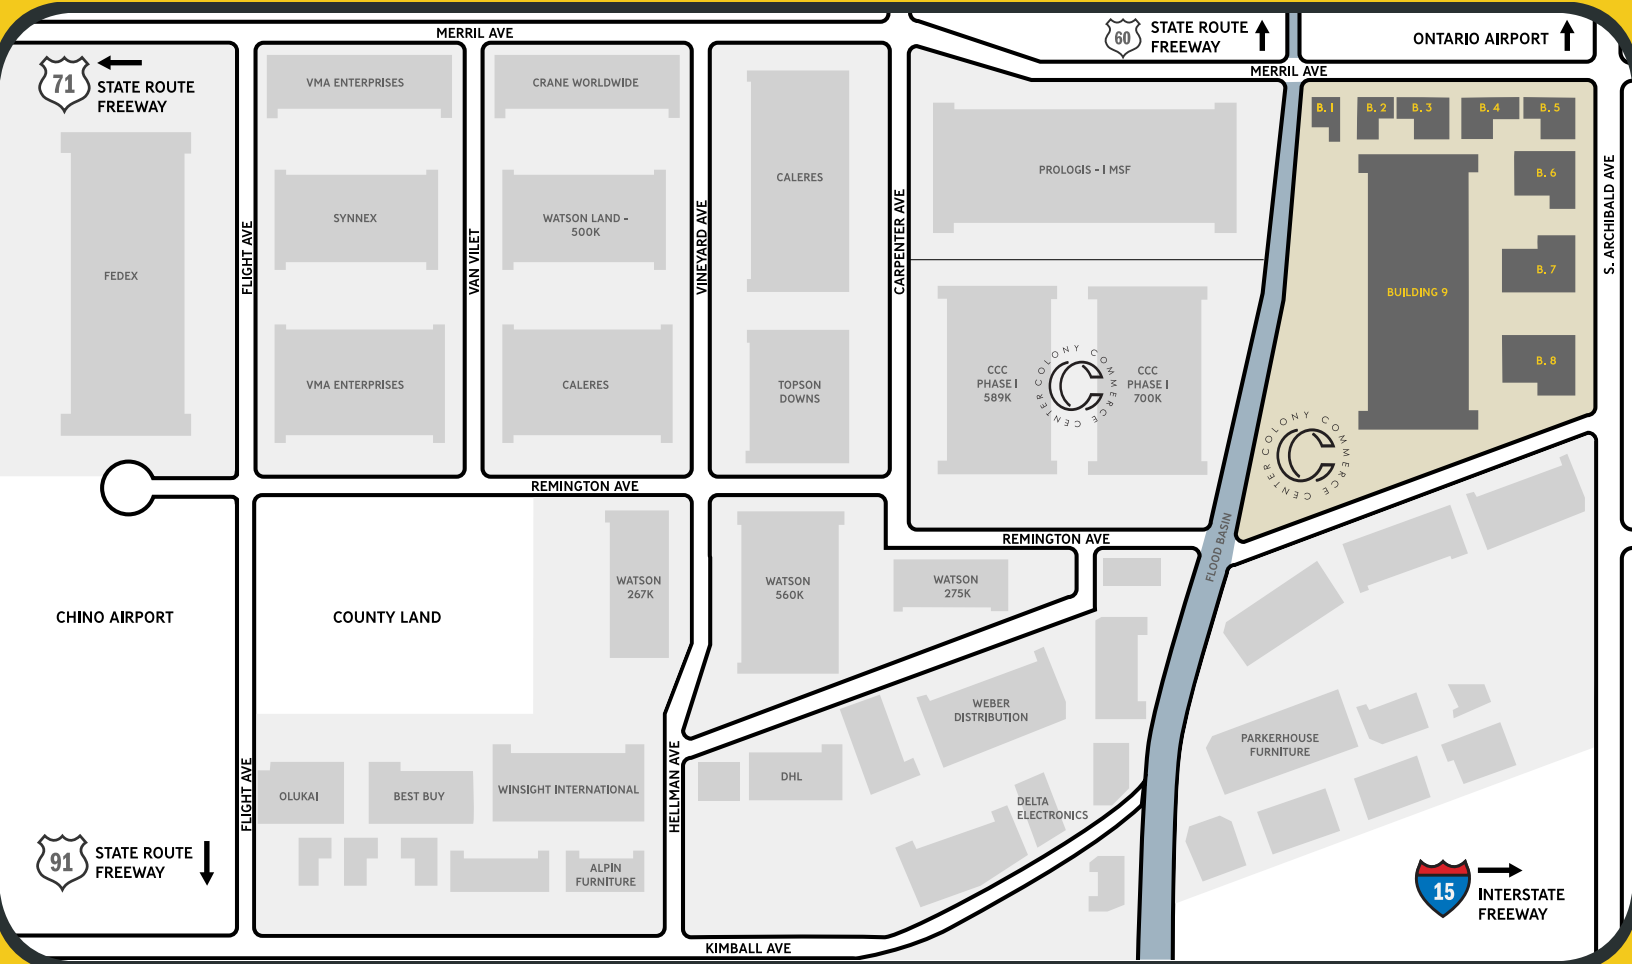 MERRIL AVE
60
STATE ROUTE
FREEWAY
ONTARIO AIRPORT
MERRIL AVE
71
STATE ROUTE
FREEWAY
VMA ENTERPRISES
CRANE WORLDWIDE
B. 1
B. 2
B. 3
B. 4
B. 5
CALERES
PROLOGIS - 1 MSF
B. 6
S. ARCHIBALD AVE
SYNNEX
WATSON LAND -
500K
FLIGHT AVE
VAN VILET
VINEYARD AVE
CARPENTER AVE
FEDEX
B. 7
BUILDING 9
VMA ENTERPRISES
CALERES
TOPSON
DOWNS
CCC
PHASE I
589K
COLONY COMMERCE CENTER
CCC
PHASE I
700K
B. 8
COLONY COMMERCE CENTER
REMINGTON AVE
REMINGTON AVE
FLOOD BASIN
WATSON
267K
WATSON
560K
WATSON
275K
CHINO AIRPORT
COUNTY LAND
WEBER
DISTRIBUTION
PARKERHOUSE
FURNITURE
FLIGHT AVE
OLUKAI
BEST BUY
WINSIGHT INTERNATIONAL
HELLMAN AVE
DHL
DELTA
ELECTRONICS
91
STATE ROUTE
FREEWAY
ALPIN
FURNITURE
15
INTERSTATE
FREEWAY
KIMBALL AVE